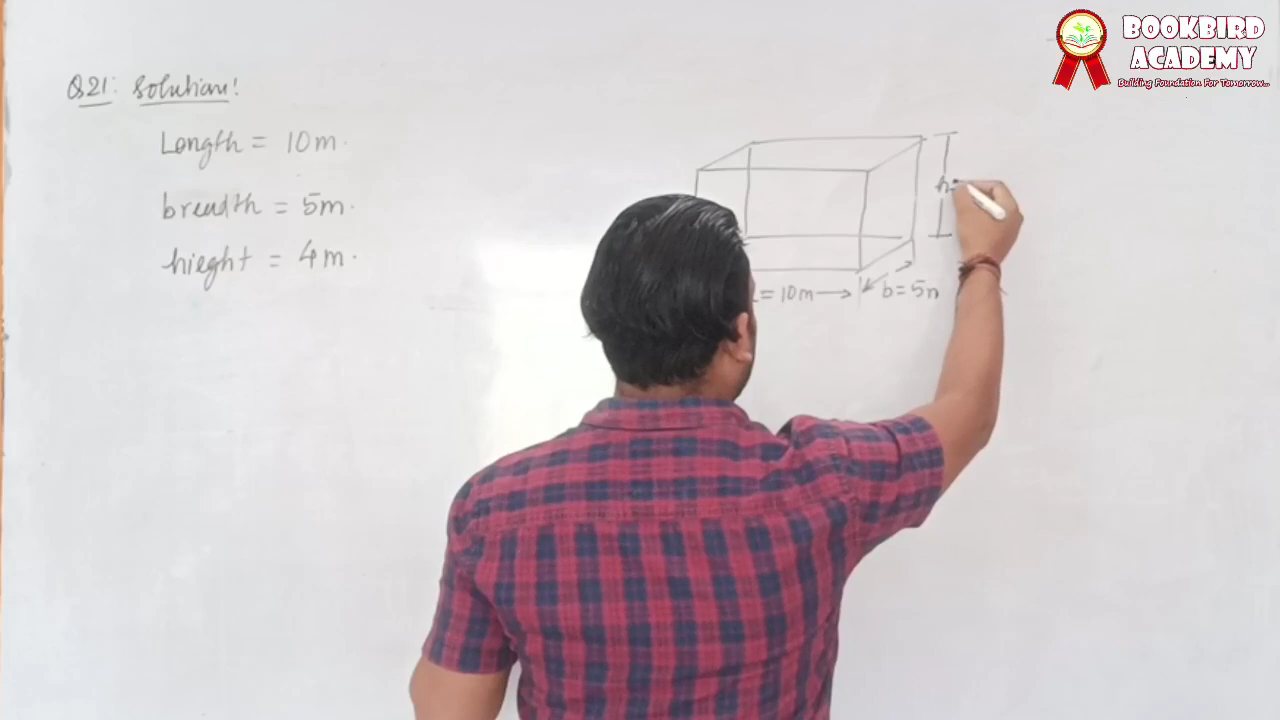 BOOKBIRD
ACADEMY
Building Foundation For Tomorrow...
Q21: Solution:
Length = 10m.
breadth = 5m.
hieght = 4m.
h=
= 10m
b = 5m